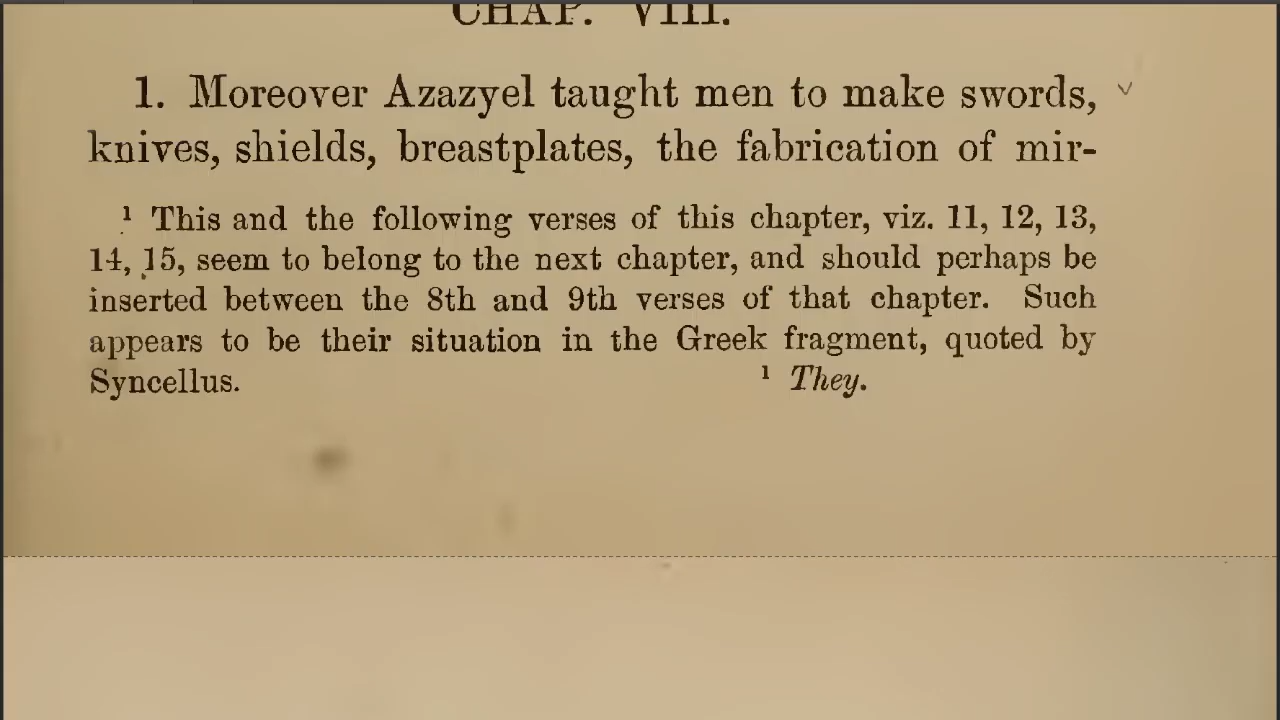 CHAP. VIII.
1. Moreover Azazyel taught men to make swords,
knives, shields, breastplates, the fabrication of mir-
¹ This and the following verses of this chapter, viz. 11, 12, 13,
14, 15, seem to belong to the next chapter, and should perhaps be
inserted between the 8th and 9th verses of that chapter. Such
appears to be their situation in the Greek fragment, quoted by
Syncellus. ¹ They.